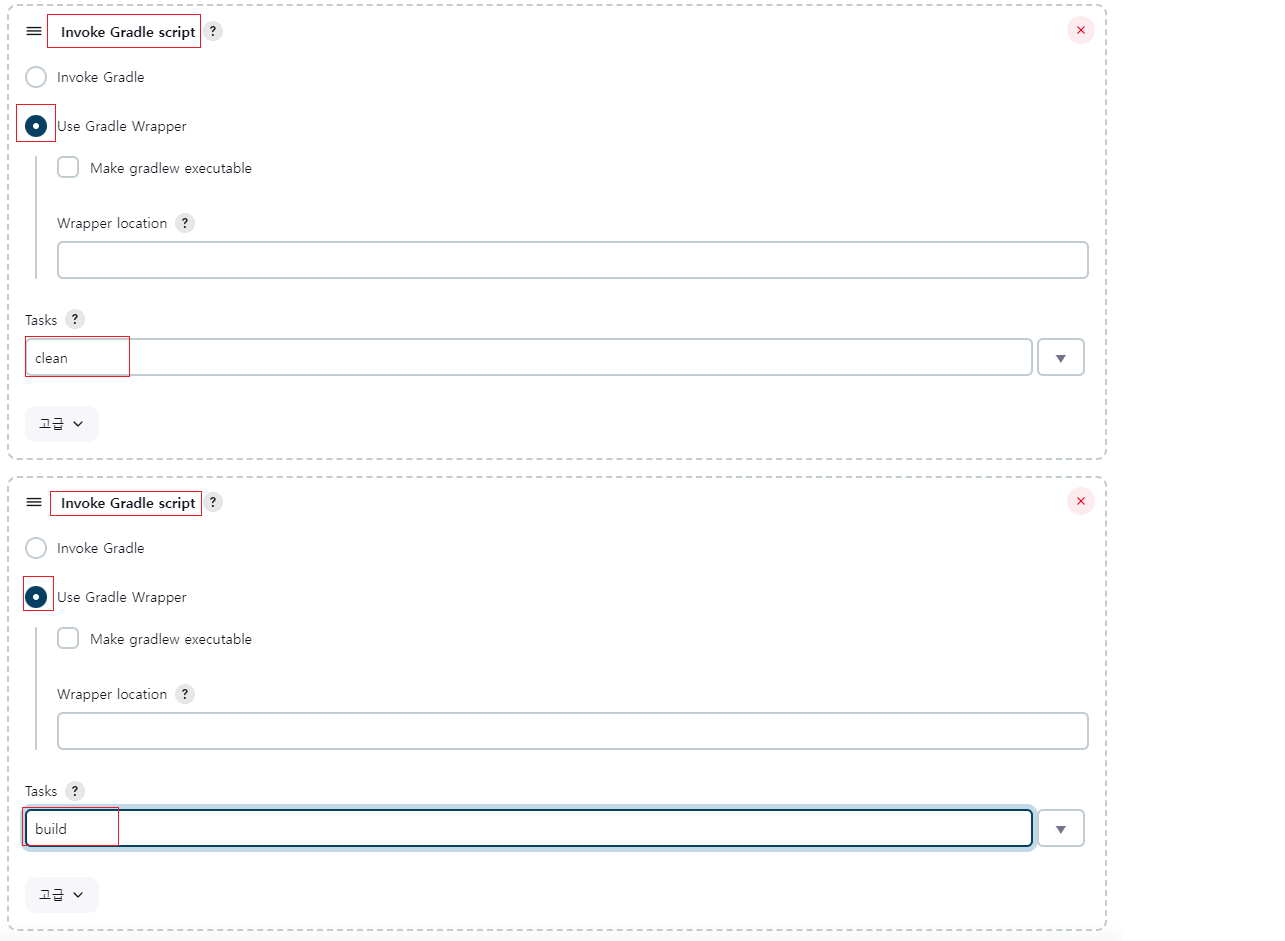 Invoke Gradle script ?
Invoke Gradle
Use Gradle Wrapper
Make gradlew executable
Wrapper location ?
Tasks ?
clean
고급
Invoke Gradle script ?
Invoke Gradle
Use Gradle Wrapper
Make gradlew executable
Wrapper location ?
Tasks ?
build
고급